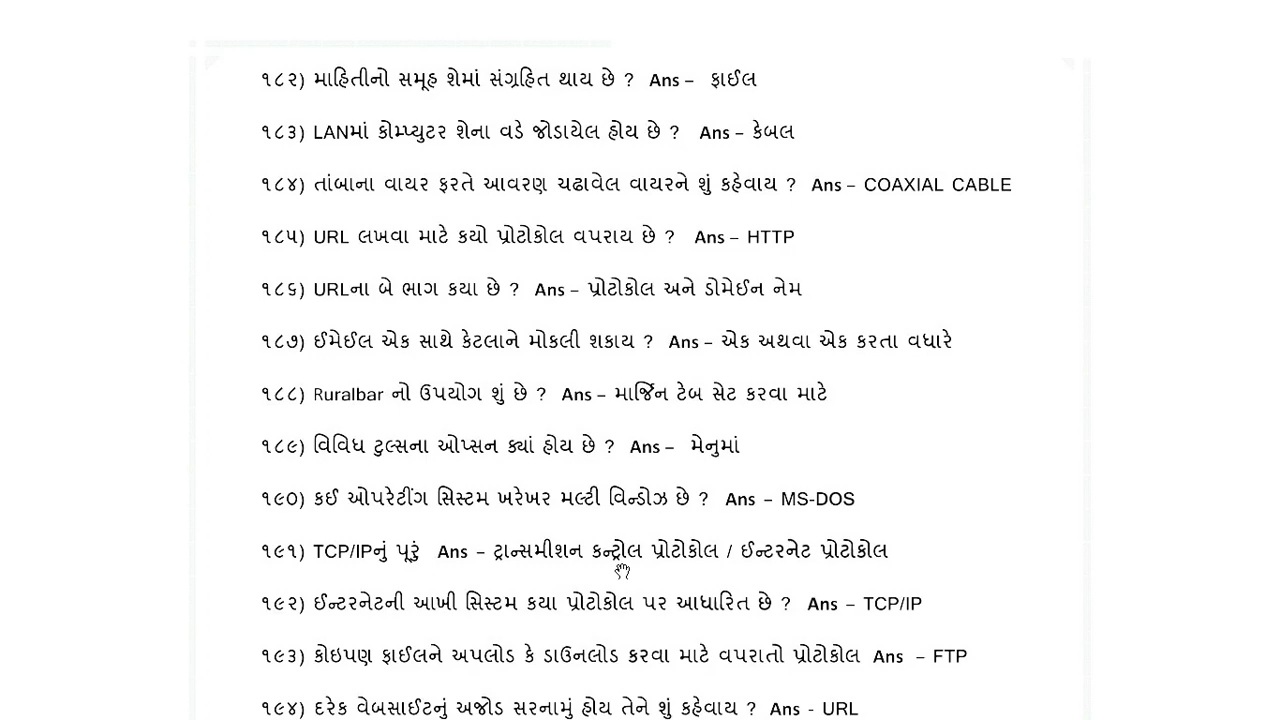 ૧૮૨) માહિતીનો સમૂહ શેમાં સંગ્રહિત થાય છે ? Ans – ફાઈલ
૧૮૩) LANમાં કોમ્પ્યુટર શેના વડે જોડાયેલ હોય છે ? Ans – કેબલ
૧૮૪) તાંબાના વાયર ફરતે આવરણ ચઢાવેલ વાયરને શું કહેવાય ? Ans – COAXIAL CABLE
૧૮૫) URL લખવા માટે કયો પ્રોટોકોલ વપરાય છે ? Ans – HTTP
૧૮૬) URLના બે ભાગ કયા છે ? Ans – પ્રોટોકોલ અને ડોમેઈન નેમ
૧૮૭) ઈમેઈલ એક સાથે કેટલાને મોકલી શકાય ? Ans – એક અથવા એક કરતા વધારે
૧૮૮) Ruralbar નો ઉપયોગ શું છે ? Ans – માર્જિન ટેબ સેટ કરવા માટે
૧૮૯) વિવિધ ટુલ્સના ઓપ્સન ક્યાં હોય છે ? Ans – મેનુમાં
૧૯૦) કઈ ઓપરેટીંગ સિસ્ટમ ખરેખર મલ્ટી વિન્ડોઝ છે ? Ans – MS-DOS
૧૯૧) TCP/IPનું પૂરું Ans – ટ્રાન્સમીશન કન્ટ્રોલ પ્રોટોકોલ / ઈન્ટરનેટ પ્રોટોકોલ
૧૯૨) ઈન્ટરનેટની આખી સિસ્ટમ કયા પ્રોટોકોલ પર આધારિત છે ? Ans – TCP/IP
૧૯૩) કોઇપણ ફાઈલને અપલોડ કે ડાઉનલોડ કરવા માટે વપરાતો પ્રોટોકોલ Ans – FTP
૧૯૪) દરેક વેબસાઈટનું અજોડ સરનામું હોય તેને શું કહેવાય ? Ans - URL